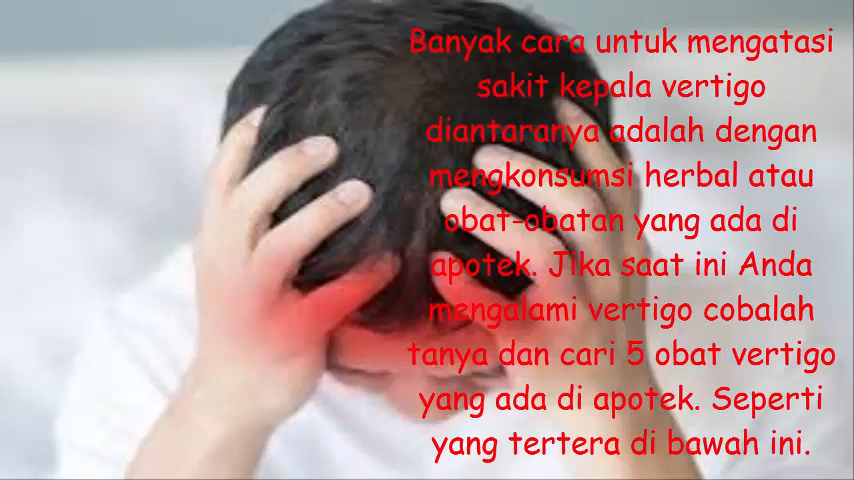 Banyak cara untuk mengatasi
sakit kepala vertigo
diantaranya adalah dengan
mengkonsumsi herbal atau
obat-obatan yang ada di
apotek. Jika saat ini Anda
mengalami vertigo cobalah
tanya dan cari 5 obat vertigo
yang ada di apotek. Seperti
yang tertera di bawah ini.